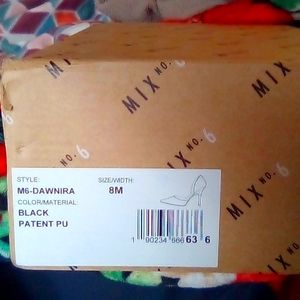 MIX NO. 6
MIX NO. 6
MIX NO. 6
MIX NO. 6
STYLE: SIZE/WIDTH:
M6-DAWNIRA 8M
COLOR/MATERIAL:
BLACK
PATENT PU
1 90234 66663 6